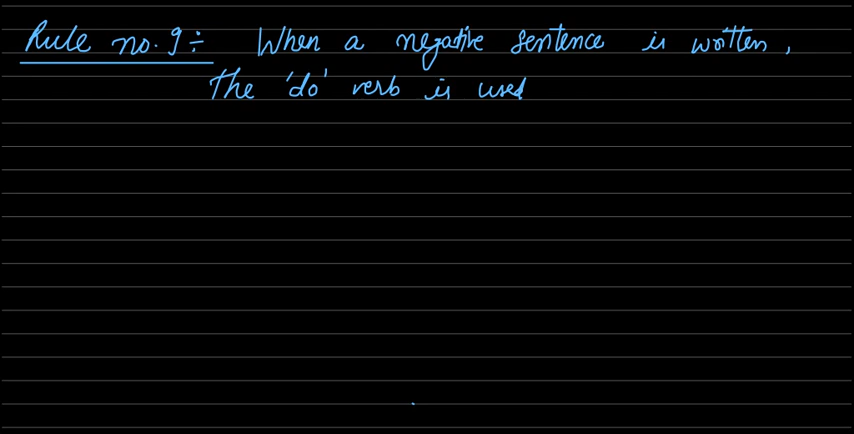 Rule no. 9 ÷ When a negative sentence is written,
The 'do' verb is used